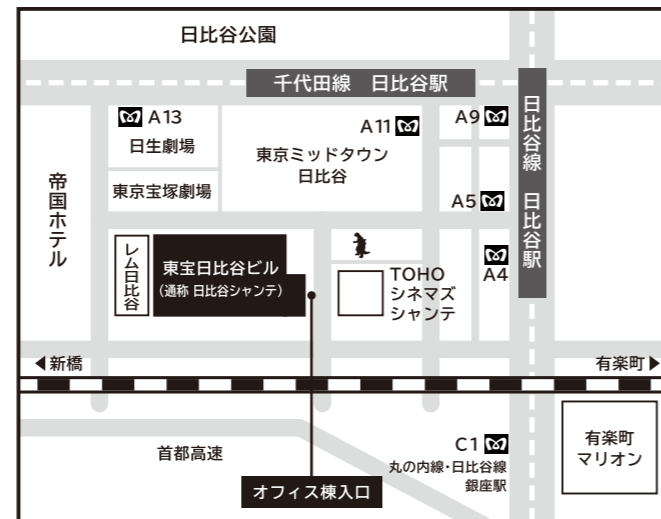 日比谷公園
千代田線 日比谷駅
A13
日生劇場
A11
東京ミッドタウン
日比谷
A9
日比谷線 日比谷駅
帝国ホテル
東京宝塚劇場
A5
レム日比谷
東宝日比谷ビル
(通称 日比谷シャンテ)
TOHO
シネマズ
シャンテ
A4
◀新橋
有楽町▶
首都高速
C1
丸の内線・日比谷線
銀座駅
有楽町
マリオン
オフィス棟入口